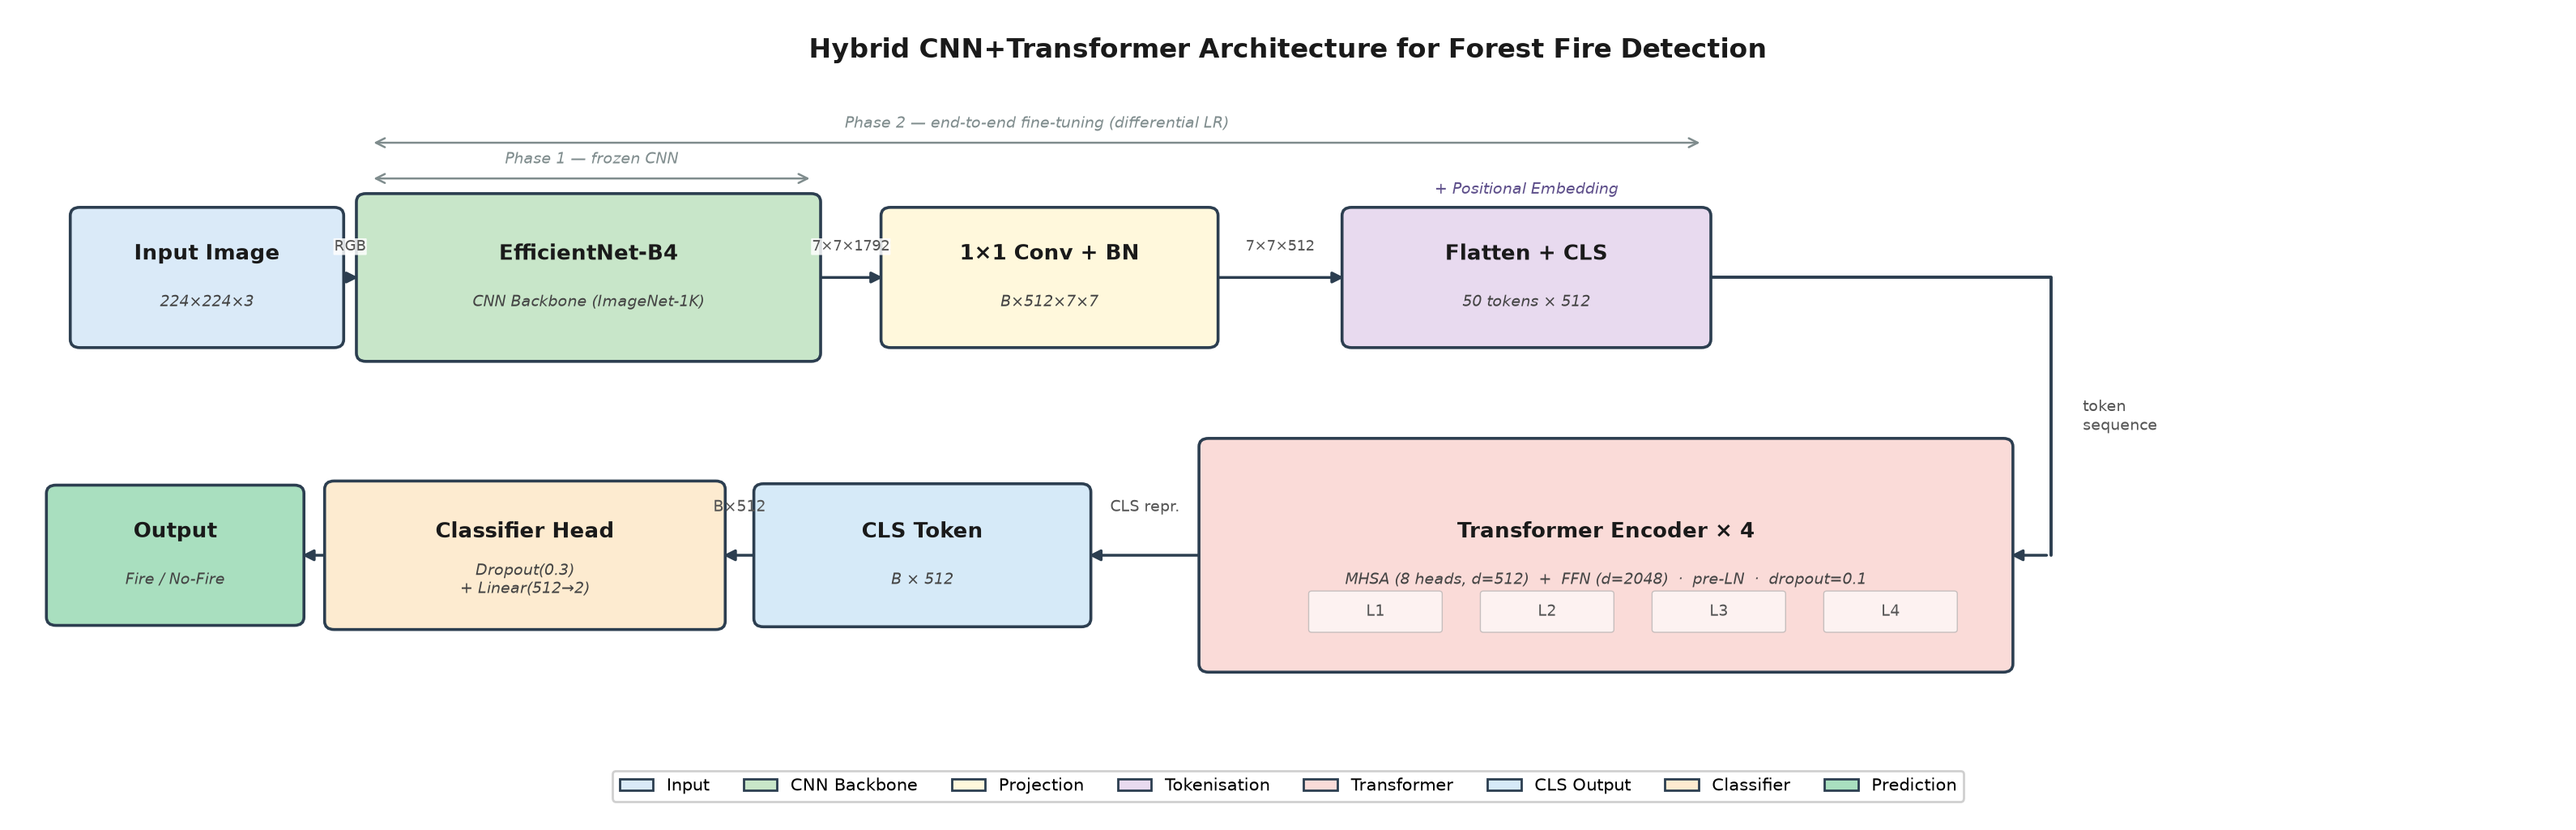 Hybrid CNN+Transformer Architecture for Forest Fire Detection
Phase 2 — end-to-end fine-tuning (differential LR)
Phase 1 — frozen CNN
+ Positional Embedding
Input Image
224×224×3
RGB
EfficientNet-B4
CNN Backbone (ImageNet-1K)
7×7×1792
1×1 Conv + BN
B×512×7×7
7×7×512
Flatten + CLS
50 tokens × 512
token
sequence
Output
Fire / No-Fire
Classifier Head
Dropout(0.3)
+ Linear(512→2)
B×512
CLS Token
B × 512
CLS repr.
Transformer Encoder × 4
MHSA (8 heads, d=512) + FFN (d=2048) · pre-LN · dropout=0.1
L1 L2 L3 L4
Input CNN Backbone Projection Tokenisation Transformer CLS Output Classifier Prediction